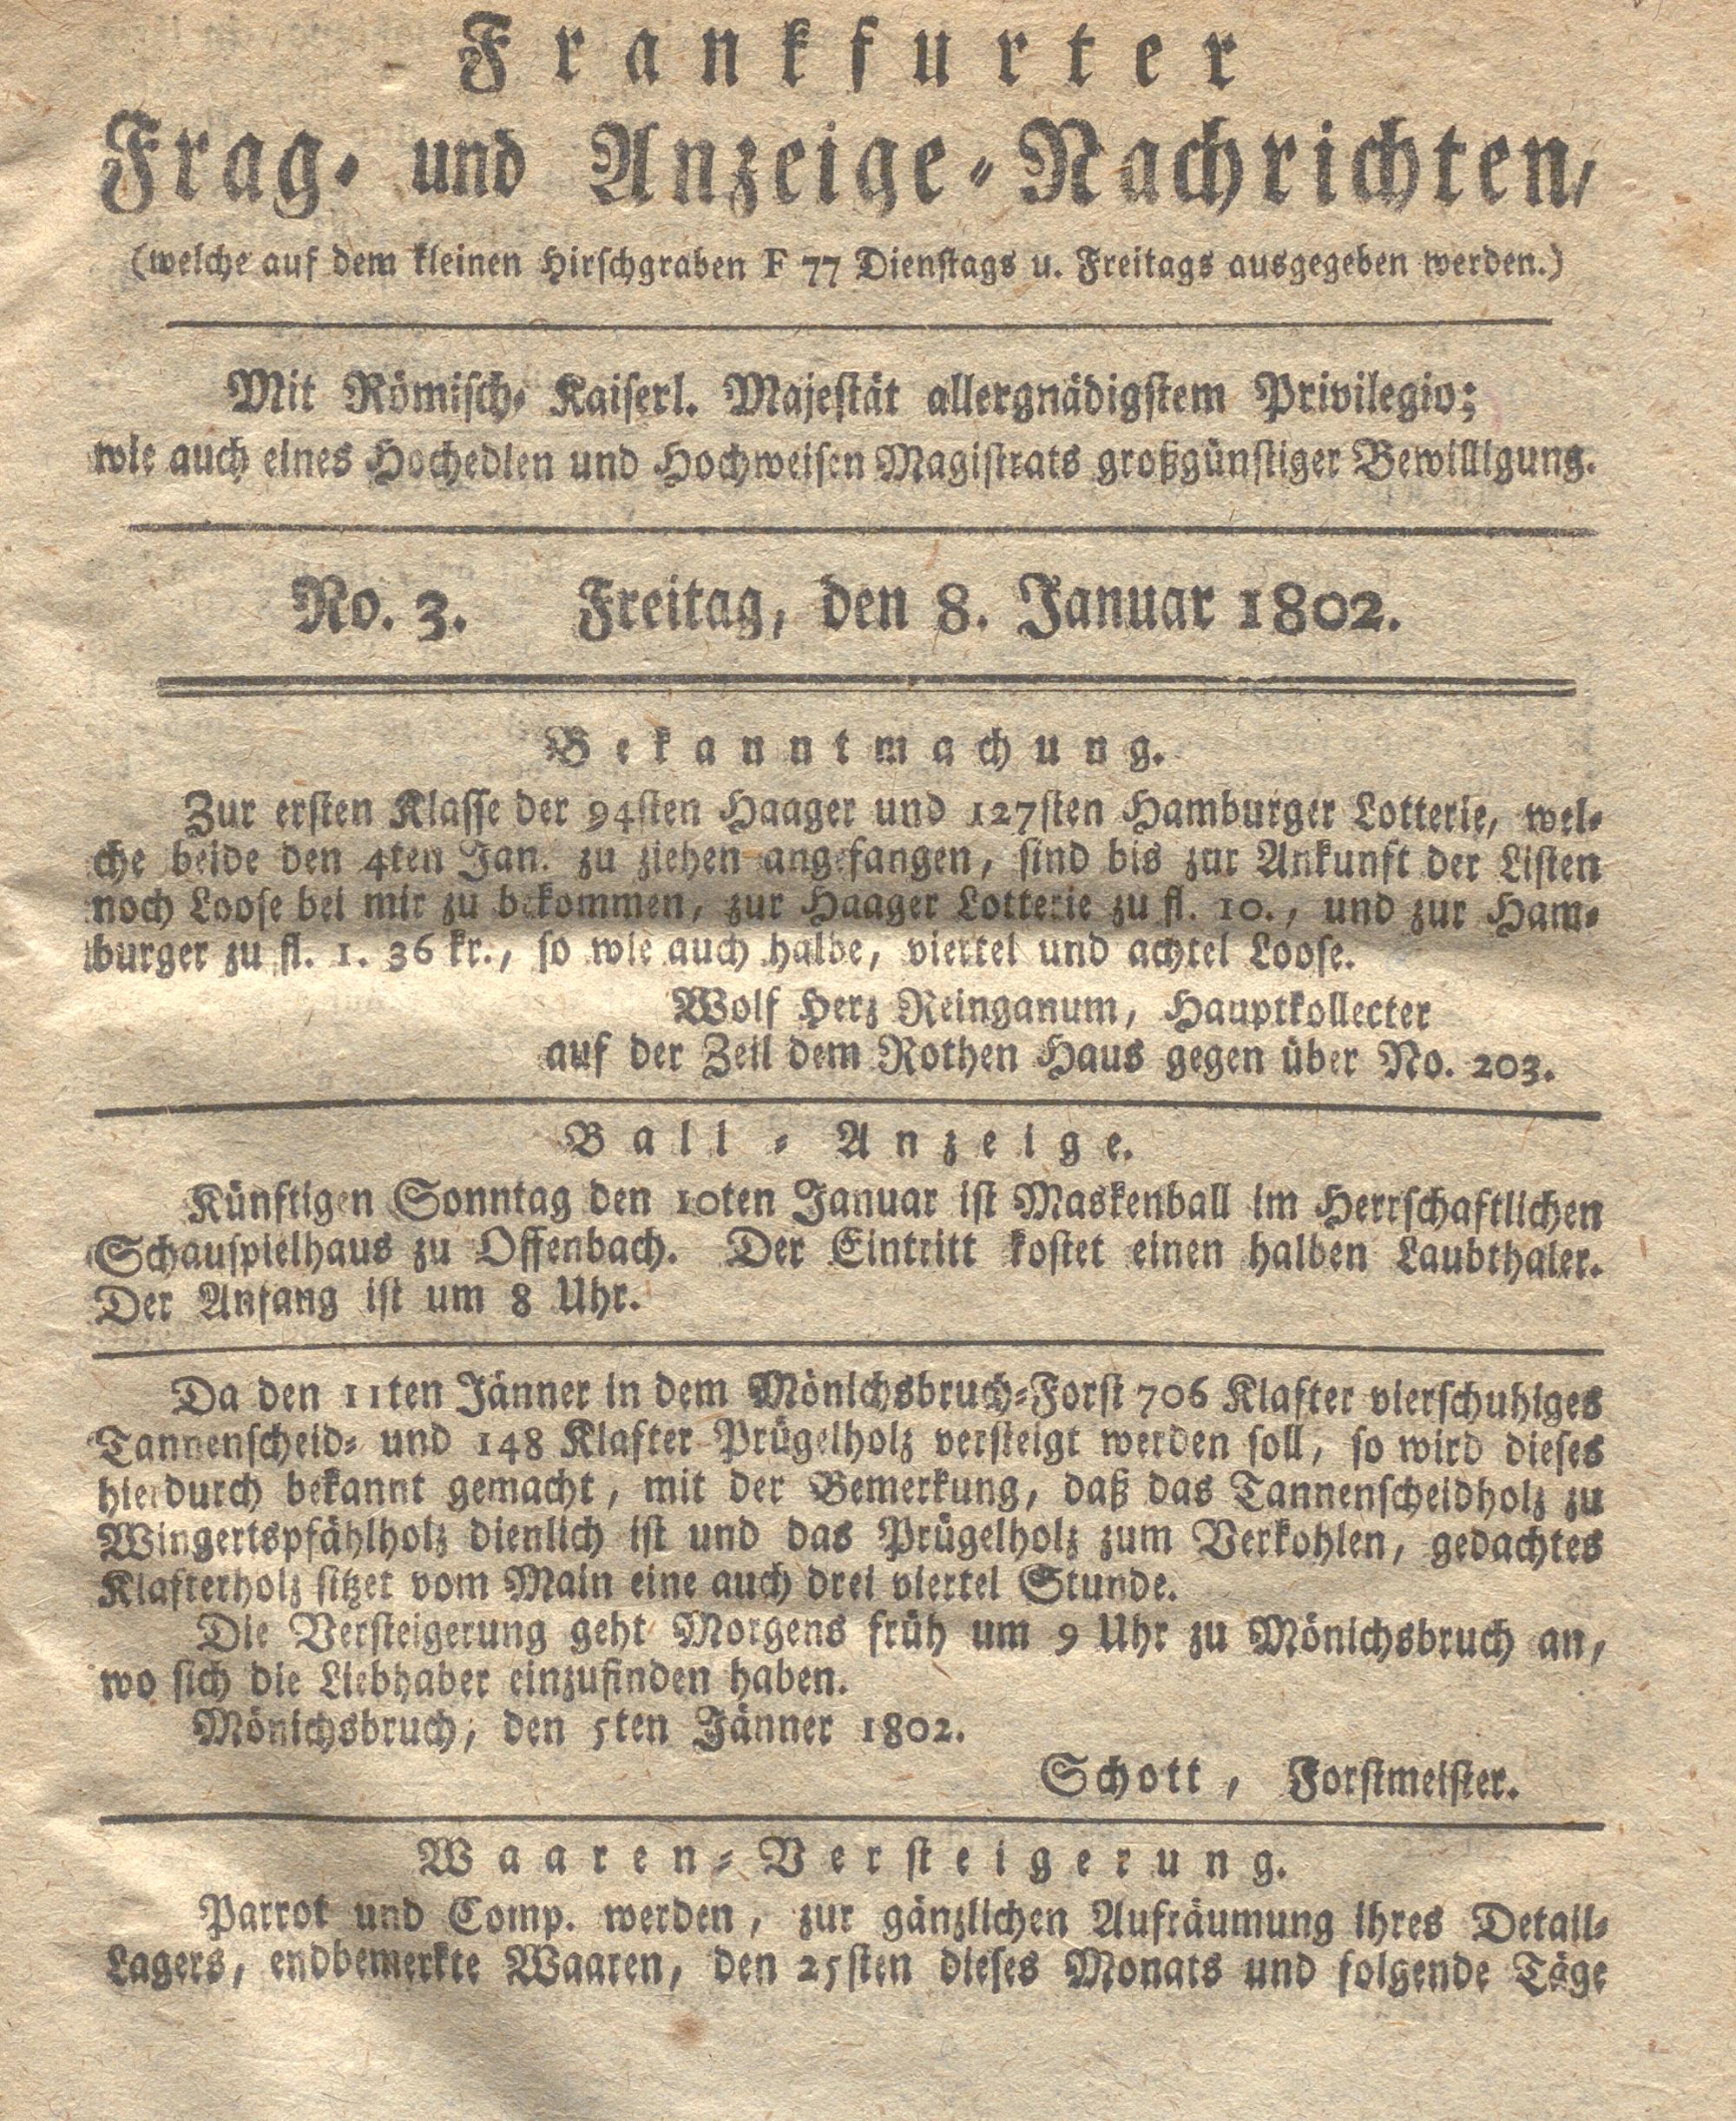 Frankfurter
Frag- und Anzeige-Nachrichten,
(welche auf dem kleinen Hirschgraben F 77 Dienstags u. Freitags ausgegeben werden.)
Mit Römisch- Kaiserl. Majestät allergnädigstem Privilegio;
wie auch eines Hochedlen und Hochweisen Magistrats großgünstiger Bewilligung.
No. 3. Freitag, den 8. Januar 1802.
Bekanntmachung.
Zur ersten Klasse der 94sten Haager und 127sten Hamburger Lotterie, wel-
che beide den 4ten Jan. zu ziehen angefangen, sind bis zur Ankunft der Listen
noch Loose bei mir zu bekommen, zur Haager Lotterie zu fl. 10., und zur Ham-
burger zu fl. 1. 36 kr., so wie auch halbe, viertel und achtel Loose.
Wolf Herz Reinganum, Hauptkollecter
auf der Zeil dem Rothen Haus gegen über No. 203.
Ball-Anzeige.
Künftigen Sonntag den 10ten Januar ist Maskenball im Herrschaftlichen
Schauspielhaus zu Offenbach. Der Eintritt kostet einen halben Laubthaler.
Der Anfang ist um 8 Uhr.
Da den 11ten Jänner in dem Mönichsbruch-Forst 706 Klafter vierschuhiges
Tannenscheid- und 148 Klafter Prügelholz versteigt werden soll, so wird dieses
hierdurch bekannt gemacht, mit der Bemerkung, daß das Tannenscheidholz zu
Wingertspfählholz dienlich ist und das Prügelholz zum Verkohlen, gedachtes
Klafterholz sitzet vom Main eine auch drei viertel Stunde.
Die Versteigerung geht Morgens früh um 9 Uhr zu Mönichsbruch an,
wo sich die Liebhaber einzufinden haben.
Mönichsbruch, den 5ten Jänner 1802.
Schott, Forstmeister.
Waaren-Versteigerung.
Parrot und Comp. werden, zur gänzlichen Aufräumung ihres Detail-
Lagers, endbemerkte Waaren, den 25sten dieses Monats und folgende Täge